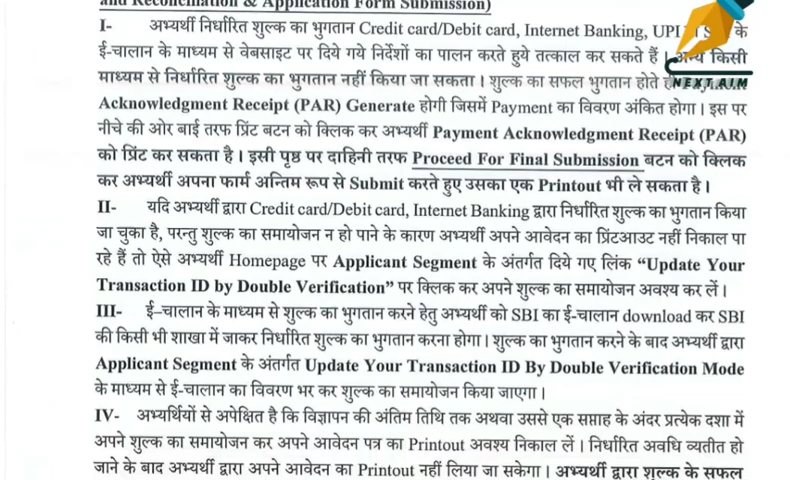 and Reconciliation & Application Form Submission)
I- अभ्यर्थी निर्धारित शुल्क का भुगतान Credit card/Debit card, Internet Banking, UPI के
ई-चालान के माध्यम से वेबसाइट पर दिये गये निर्देशों का पालन करते हुये तत्काल कर सकते हैं। अन्य किसी
माध्यम से निर्धारित शुल्क का भुगतान नहीं किया जा सकता। शुल्क का सफल भुगतान होते
NEXT AIM
Acknowledgment Receipt (PAR) Generate होगी जिसमें Payment का विवरण अंकित होगा। इस पर
नीचे की ओर बाई तरफ प्रिंट बटन को क्लिक कर अभ्यर्थी Payment Acknowledgment Receipt (PAR)
को प्रिंट कर सकता है। इसी पृष्ठ पर दाहिनी तरफ Proceed For Final Submission बटन को क्लिक
कर अभ्यर्थी अपना फार्म अन्तिम रूप से Submit करते हुए उसका एक Printout भी ले सकता है।
II- यदि अभ्यर्थी द्वारा Credit card/Debit card, Internet Banking द्वारा निर्धारित शुल्क का भुगतान किया
जा चुका है, परन्तु शुल्क का समायोजन न हो पाने के कारण अभ्यर्थी अपने आवेदन का प्रिंटआउट नहीं निकाल पा
रहे हैं तो ऐसे अभ्यर्थी Homepage पर Applicant Segment के अंतर्गत दिये गए लिंक “Update Your
Transaction ID by Double Verification” पर क्लिक कर अपने शुल्क का समायोजन अवश्य कर लें।
III- ई–चालान के माध्यम से शुल्क का भुगतान करने हेतु अभ्यर्थी को SBI का ई-चालान download कर SBI
की किसी भी शाखा में जाकर निर्धारित शुल्क का भुगतान करना होगा। शुल्क का भुगतान करने के बाद अभ्यर्थी द्वारा
Applicant Segment के अंतर्गत Update Your Transaction ID By Double Verification Mode
के माध्यम से ई-चालान का विवरण भर कर शुल्क का समायोजन किया जाएगा।
IV- अभ्यर्थियों से अपेक्षित है कि विज्ञापन की अंतिम तिथि तक अथवा उससे एक सप्ताह के अंदर प्रत्येक दशा में
अपने शुल्क का समायोजन कर अपने आवेदन पत्र का Printout अवश्य निकाल लें। निर्धारित अवधि व्यतीत हो
जाने के बाद अभ्यर्थी द्वारा अपने आवेदन का Printout नहीं लिया जा सकेगा। अभ्यर्थी द्वारा शुल्क के सफल